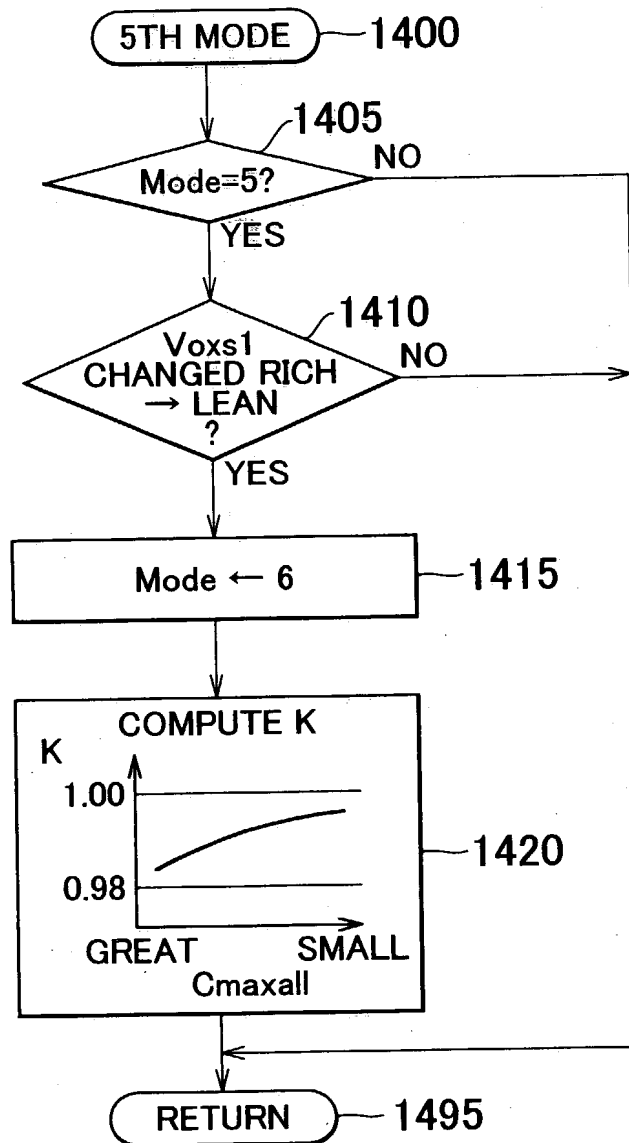 5TH MODE
1400
1405
Mode=5?
NO
YES
1410
Voxs1
CHANGED RICH
→ LEAN
?
NO
YES
Mode ← 6
1415
COMPUTE K
K
1.00
0.98
GREAT SMALL
Cmaxall
1420
RETURN
1495